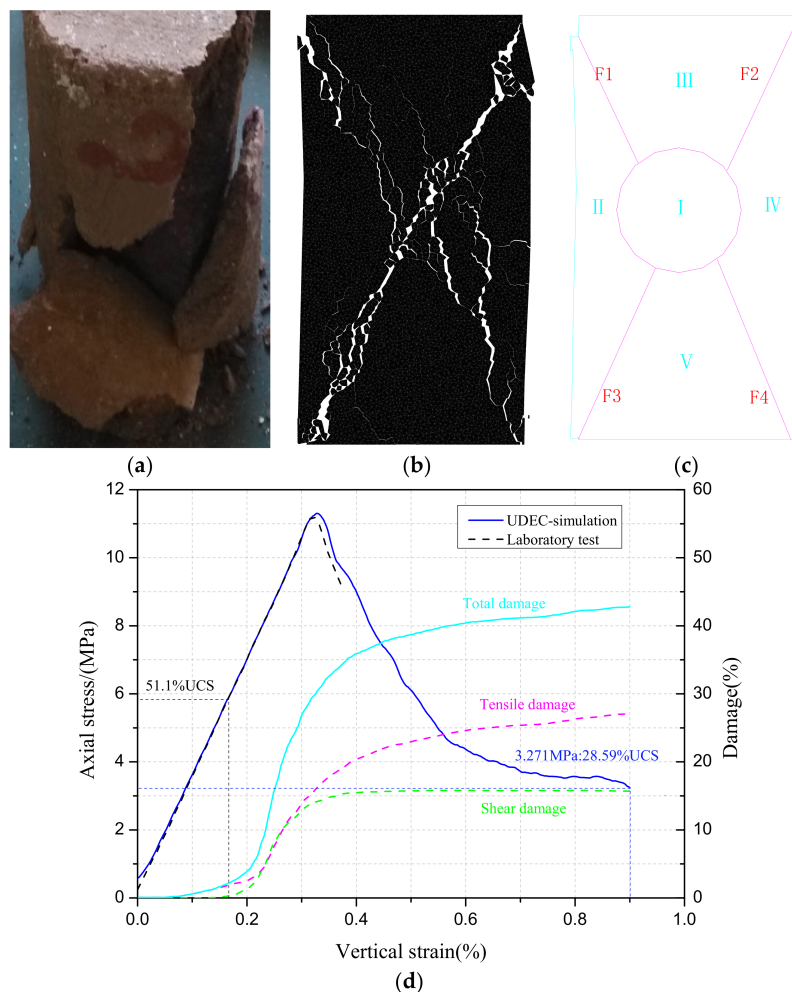 F1
III
F2
II
I
IV
V
F3
F4
(a)
(b)
(c)
12
60
UDEC-simulation
Laboratory test
10
50
Total damage
8
40
51.1%UCS
6
30
Tensile damage
4
20
3.271MPa:28.59%UCS
Shear damage
2
10
0
0
Axial stress/(MPa)
Damage(%)
0.0
0.2
0.4
0.6
0.8
1.0
Vertical strain(%)
(d)